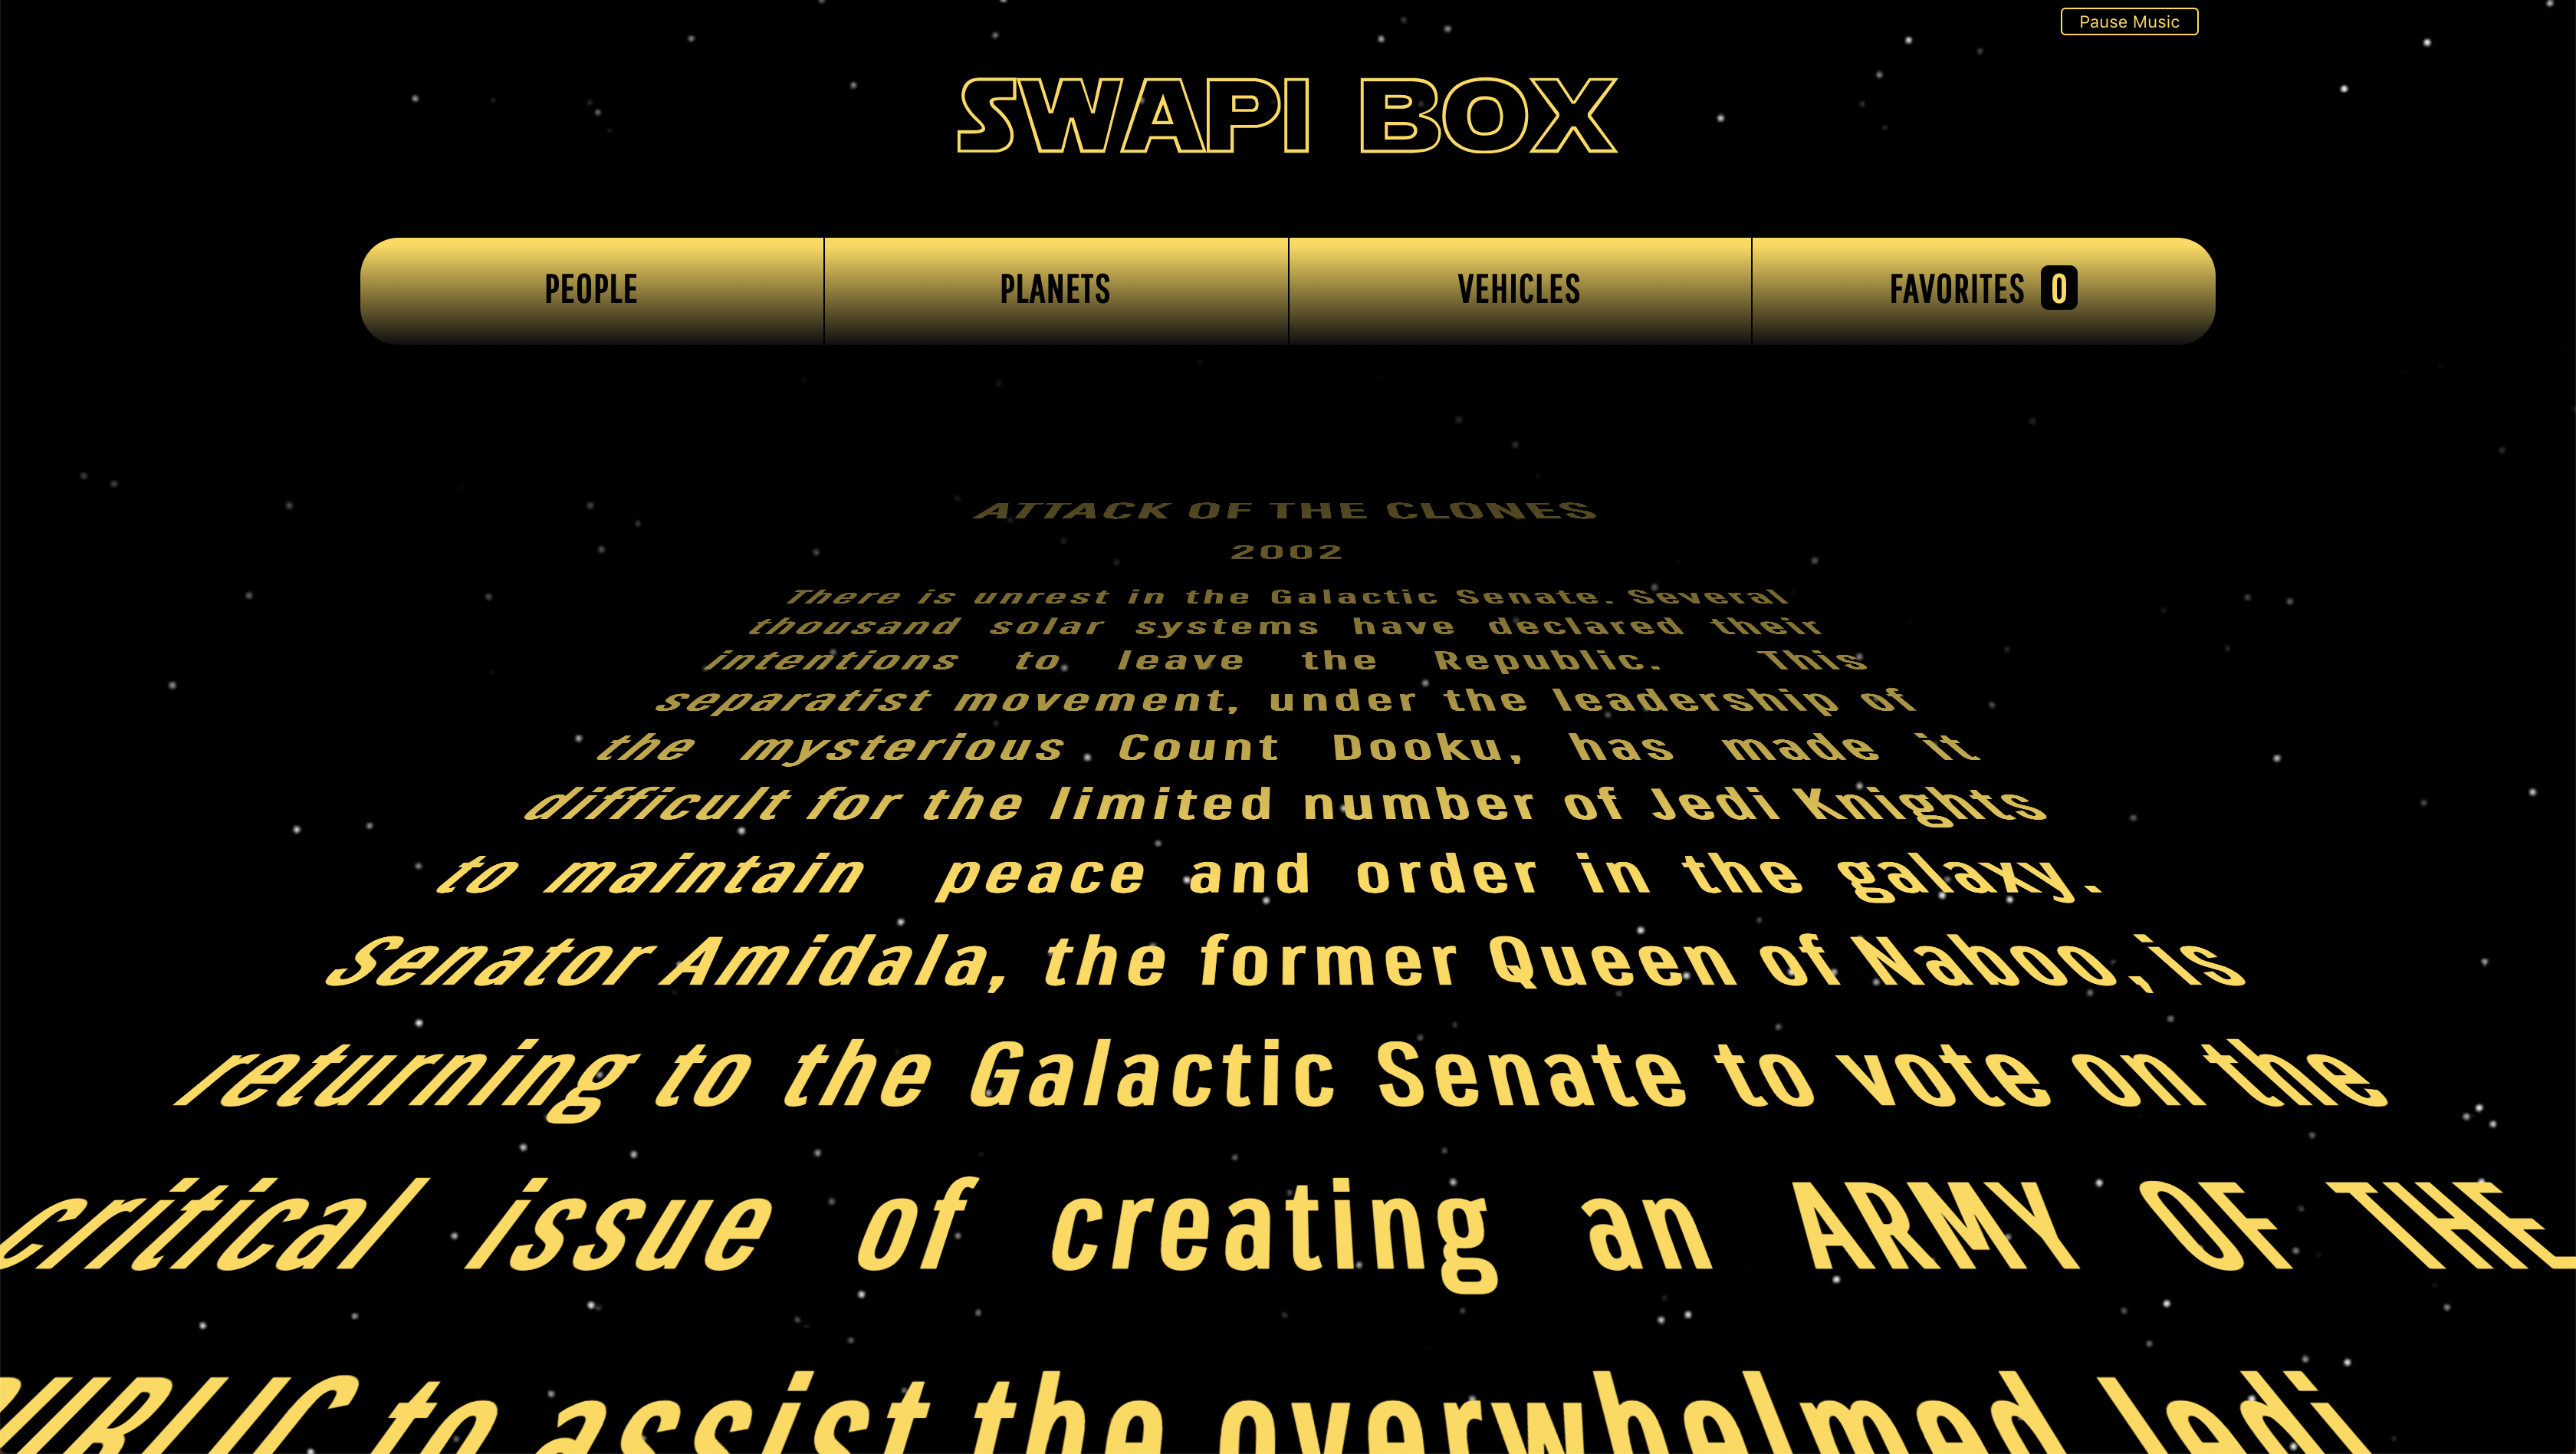 Pause Music
SWAPI BOX
PEOPLE PLANETS VEHICLES FAVORITES 0
ATTACK OF THE CLONES
2002
There is unrest in the Galactic Senate. Several
thousand solar systems have declared their
intentions to leave the Republic. This
separatist movement, under the leadership of
the mysterious Count Dooku, has made it
difficult for the limited number of Jedi Knights
to maintain peace and order in the galaxy.
Senator Amidala, the former Queen of Naboo, is
returning to the Galactic Senate to vote on the
critical issue of creating an ARMY OF THE
to assist the overwhelmed Jedi